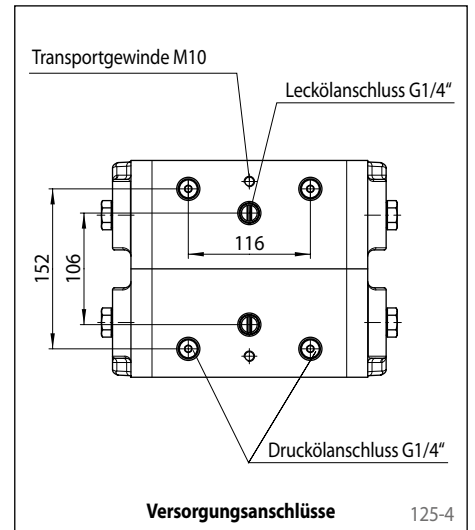 Transportgewinde M10
Leckölanschluss G1/4“
116
152
106
Druckölanschluss G1/4“
Versorgungsanschlüsse
125-4